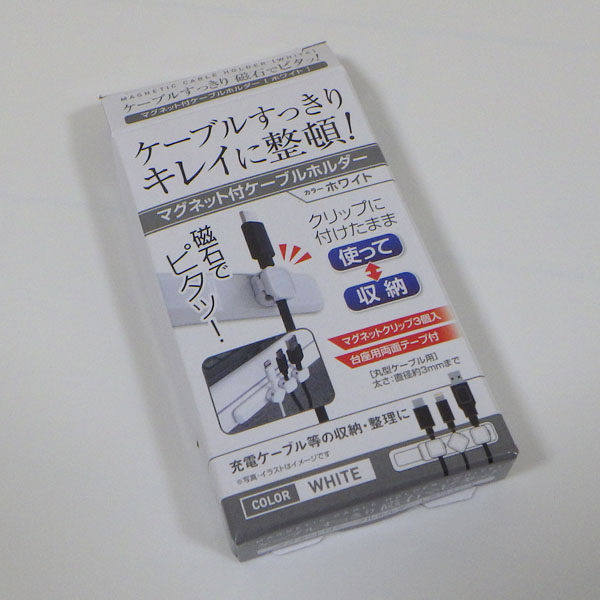 MAGNETIC CABLE HOLDER [WHITE]
ケーブルすっきり 磁石でピタッ!
マグネット付ケーブルホルダー [ホワイト]
ケーブルすっきり
キレイに整頓!
マグネット付ケーブルホルダー
カラー ホワイト
磁石で
ピタッ!
クリップに
付けたまま
使って
収納
マグネットクリップ3個入
台座用両面テープ付
[丸型ケーブル用]
太さ:直径約3mmまで
充電ケーブル等の収納・整理に
※写真・イラストはイメージです
COLOR WHITE